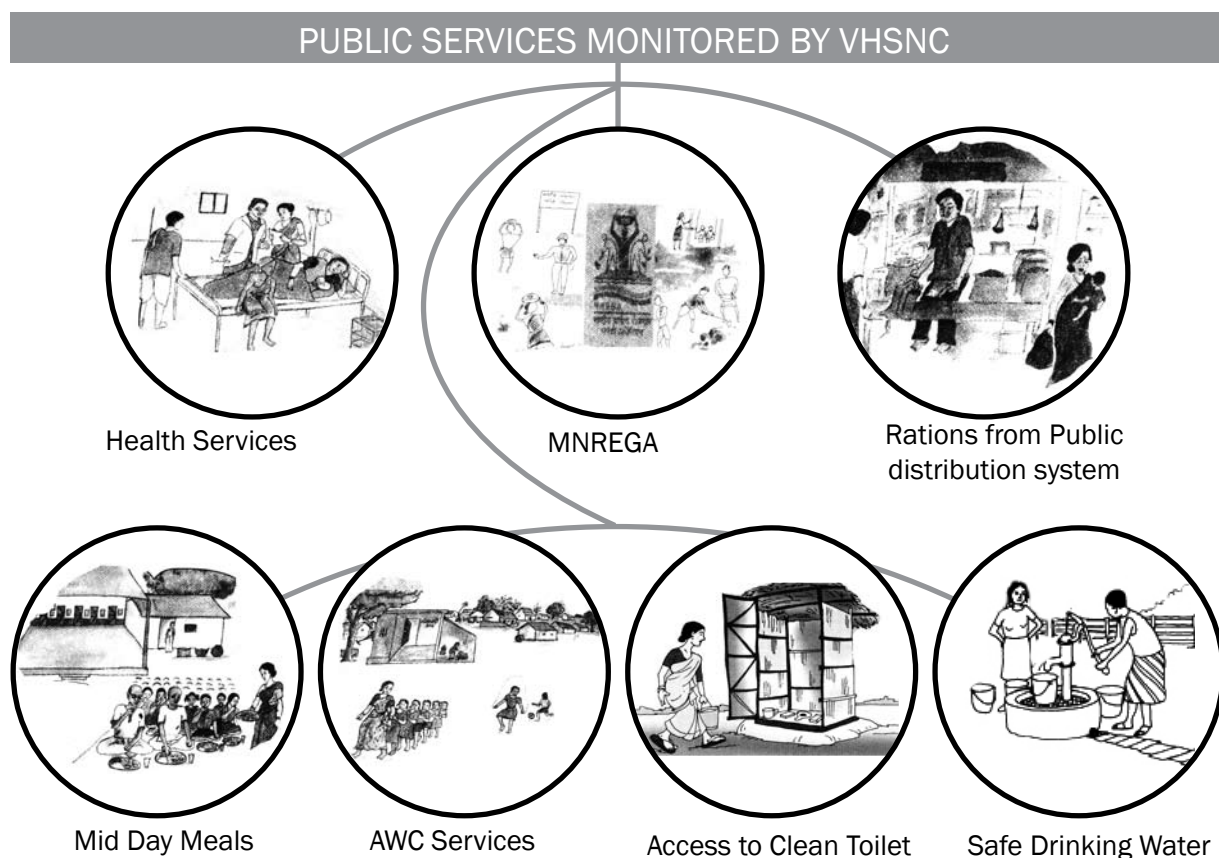 PUBLIC SERVICES MONITORED BY VHSNC
Health Services
MNREGA
Rations from Public
distribution system
Mid Day Meals
AWC Services
Access to Clean Toilet
Safe Drinking Water